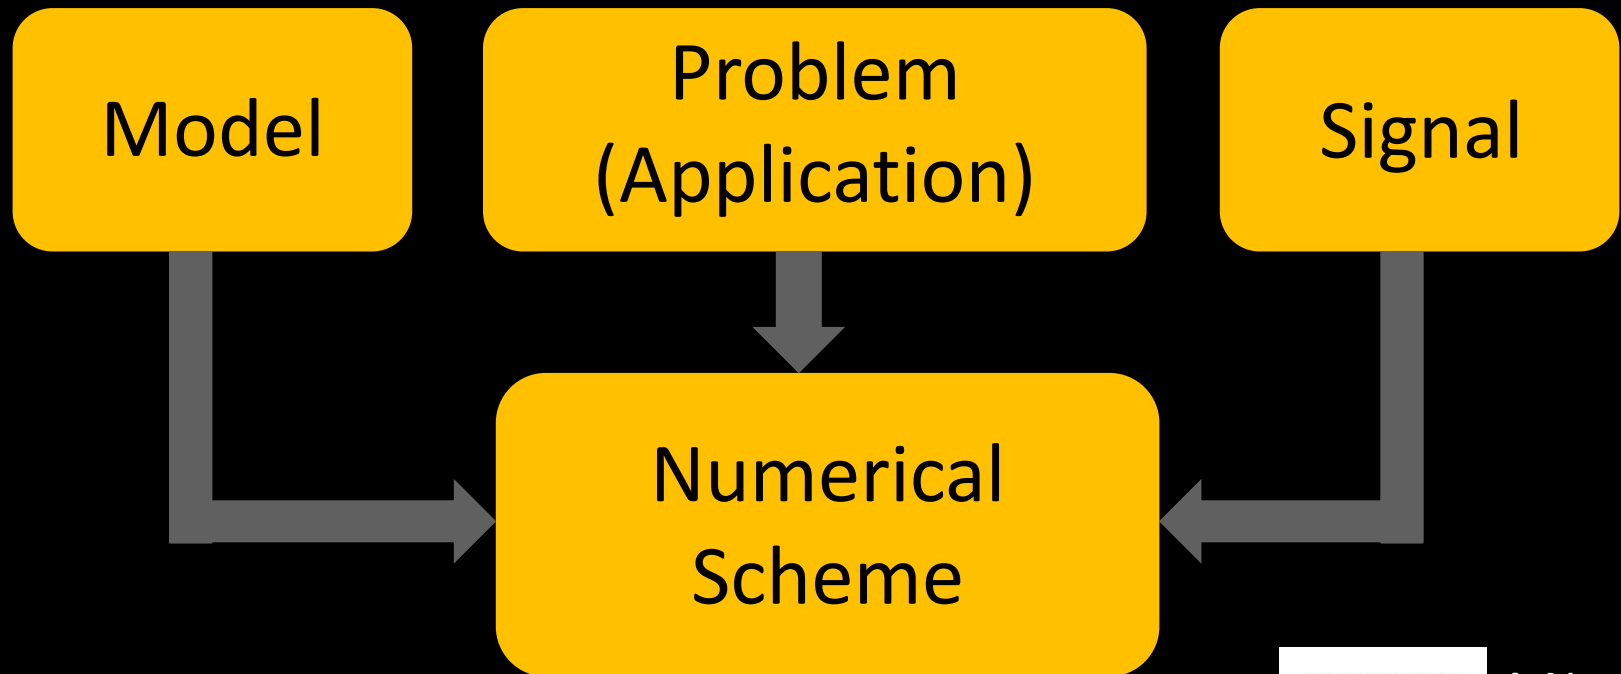 Model
Problem
(Application)
Signal
Numerical
Scheme